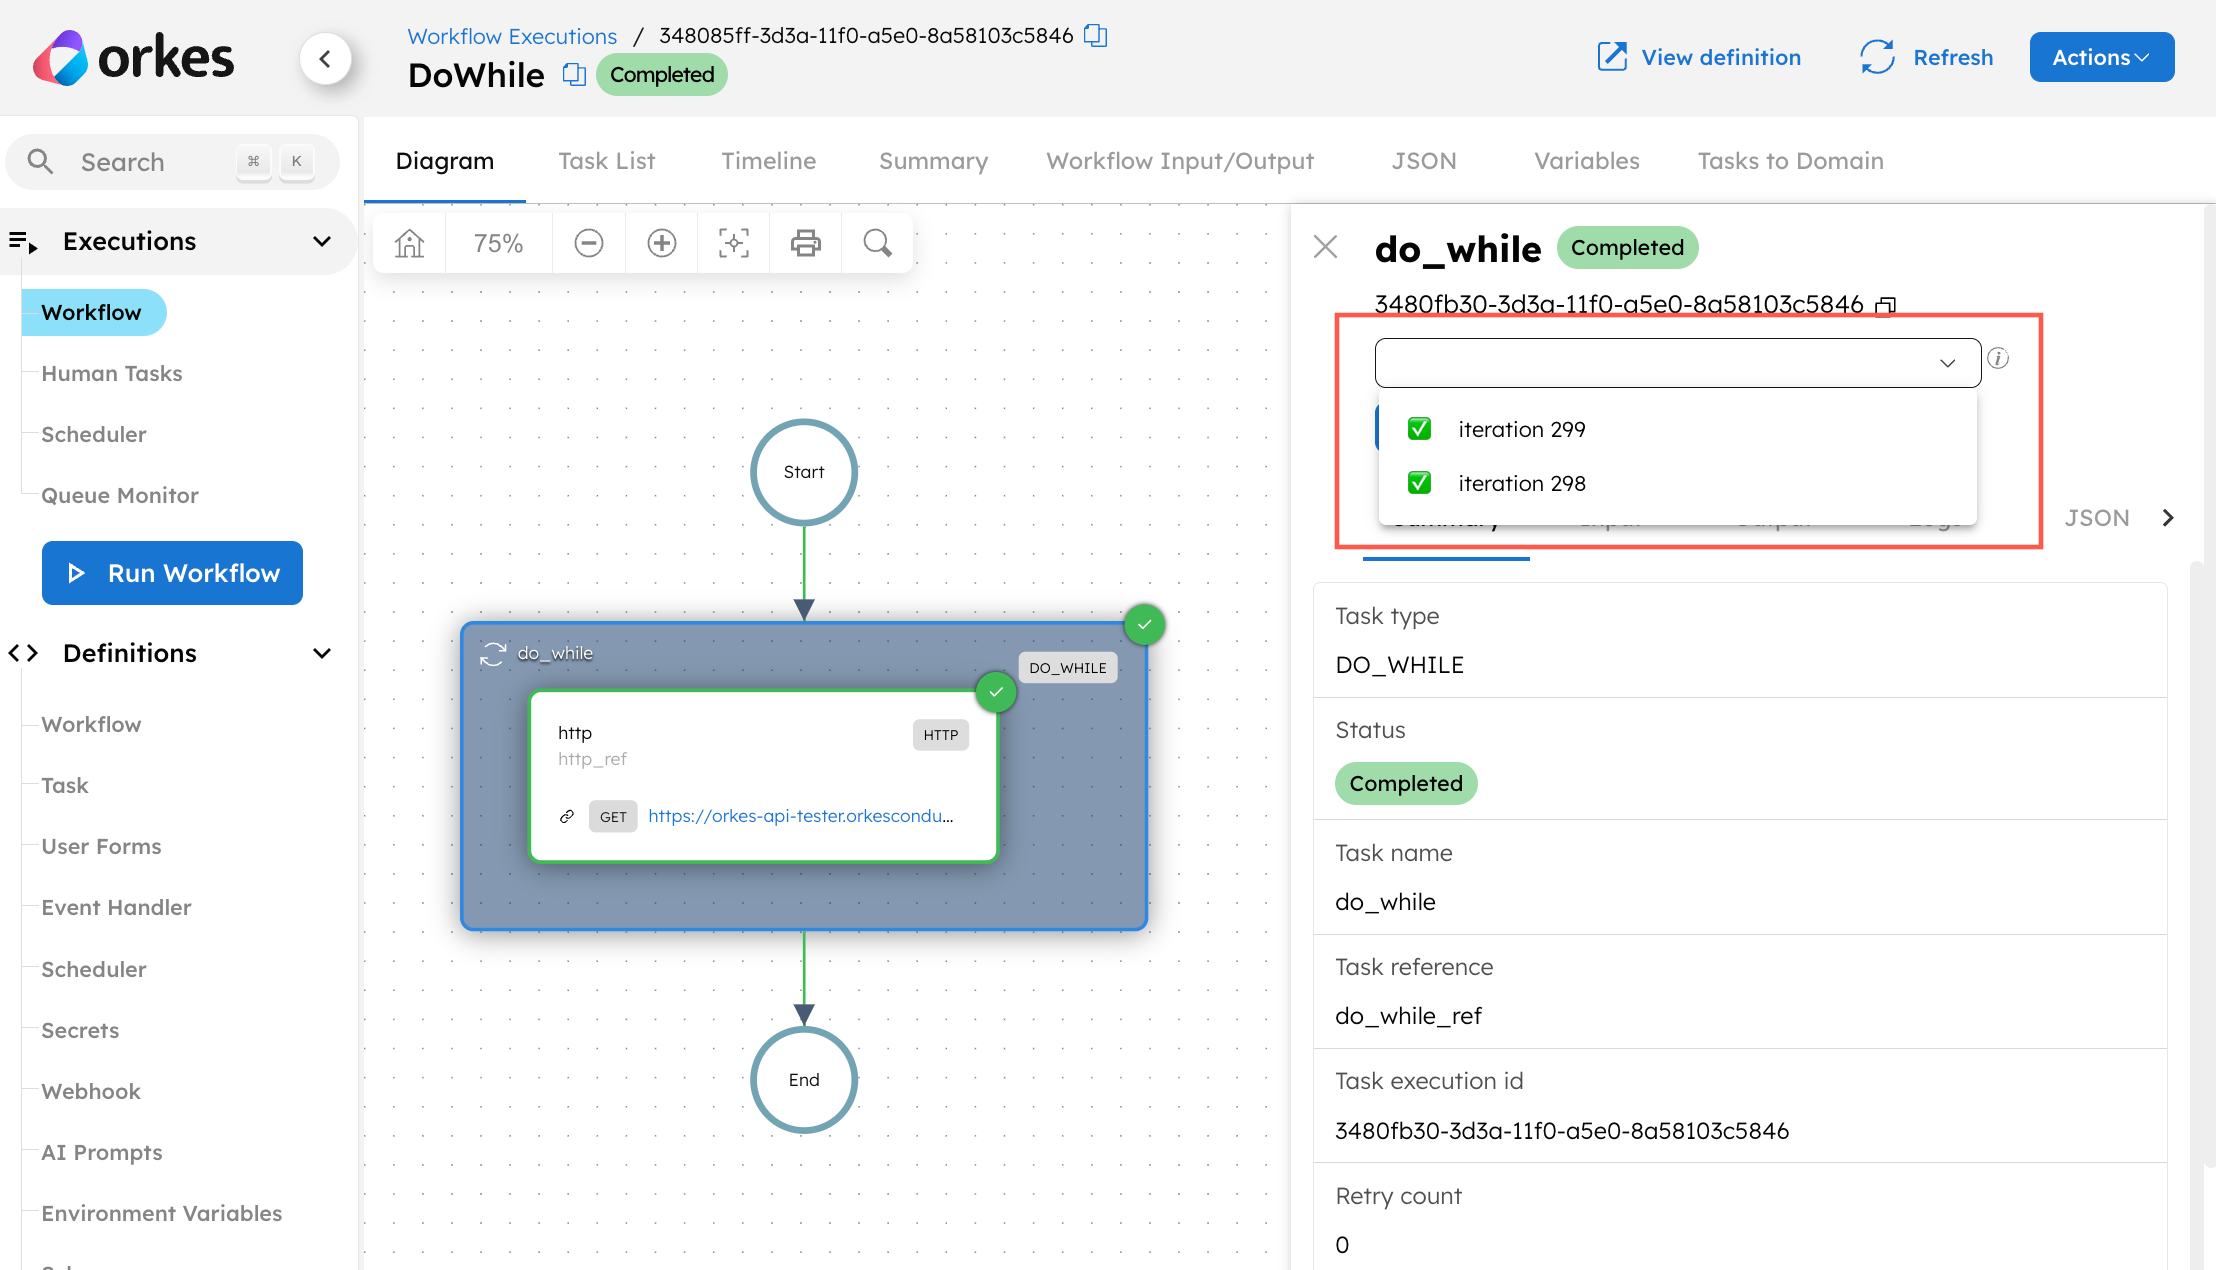 orkes
Workflow Executions / 348085ff-3d3a-11f0-a5e0-8a58103c5846
DoWhile Completed
View definition
Refresh
Actions
Search ⌘ K
Executions
Workflow
Human Tasks
Scheduler
Queue Monitor
Run Workflow
Definitions
Workflow
Task
User Forms
Event Handler
Scheduler
Secrets
Webhook
AI Prompts
Environment Variables
Diagram Task List Timeline Summary Workflow Input/Output JSON Variables Tasks to Domain
75%
Start
do_while
DO_WHILE
http
HTTP
http_ref
GET https://orkes-api-tester.orkescondu...
End
do_while Completed
3480fb30-3d3a-11f0-a5e0-8a58103c5846
iteration 299
iteration 298
JSON
Task type
DO_WHILE
Status
Completed
Task name
do_while
Task reference
do_while_ref
Task execution id
3480fb30-3d3a-11f0-a5e0-8a58103c5846
Retry count
0